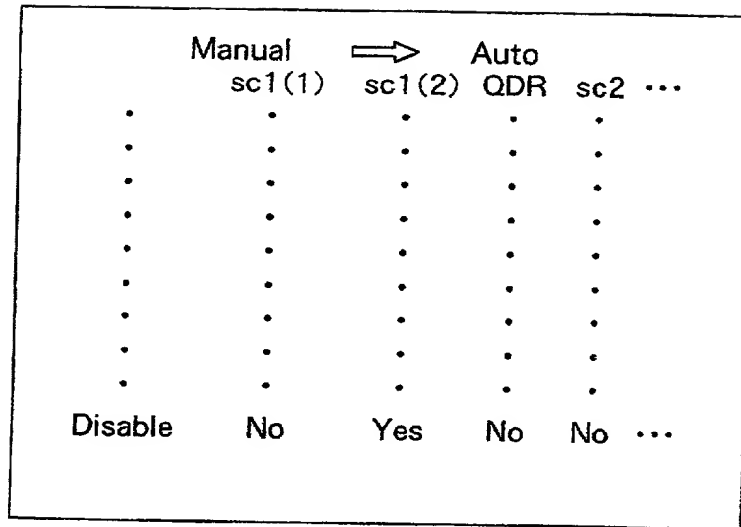 Manual ⇒ Auto
sc1(1) sc1(2) QDR sc2 ···
Disable No Yes No No ···